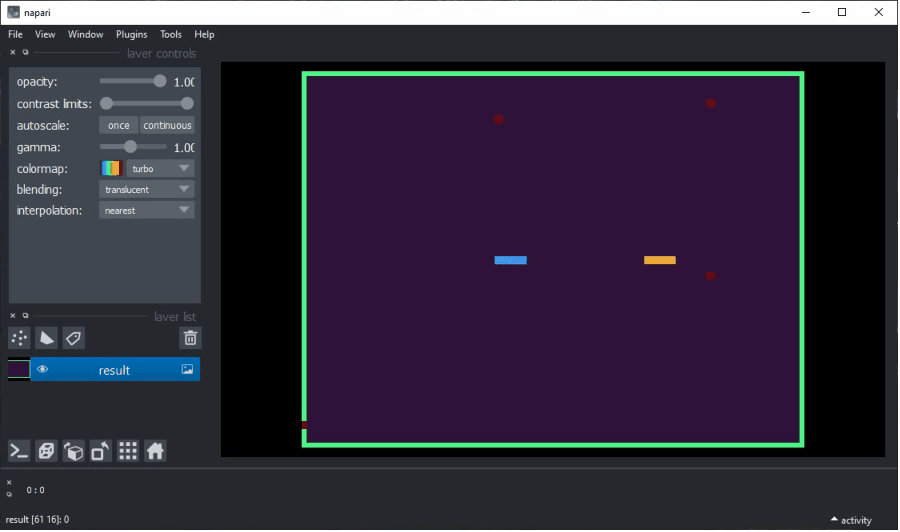 napari
File View Window Plugins Tools Help
layer controls
opacity: 1.00
contrast limits:
autoscale: once continuous
gamma: 1.00
colormap: turbo
blending: translucent
interpolation: nearest
layer list
result
0 : 0
result [61 16]: 0
activity